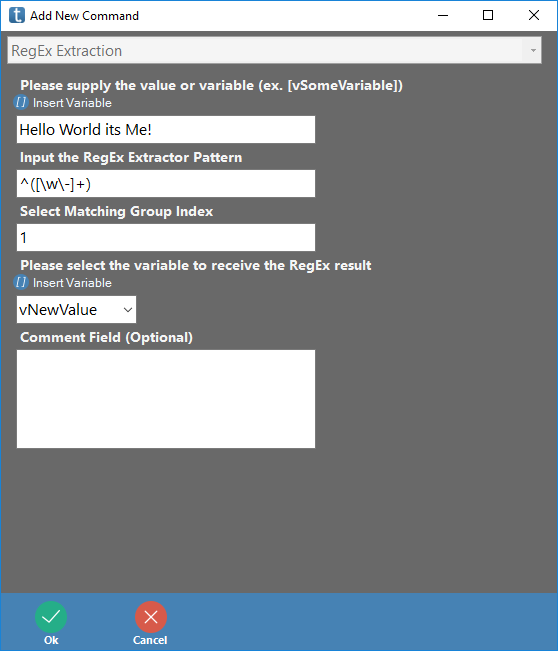 t Add New Command
RegEx Extraction
Please supply the value or variable (ex. [vSomeVariable])
[] Insert Variable
Hello World its Me!
Input the RegEx Extractor Pattern
^([\w\-]+)
Select Matching Group Index
1
Please select the variable to receive the RegEx result
[] Insert Variable
vNewValue
Comment Field (Optional)
Ok Cancel